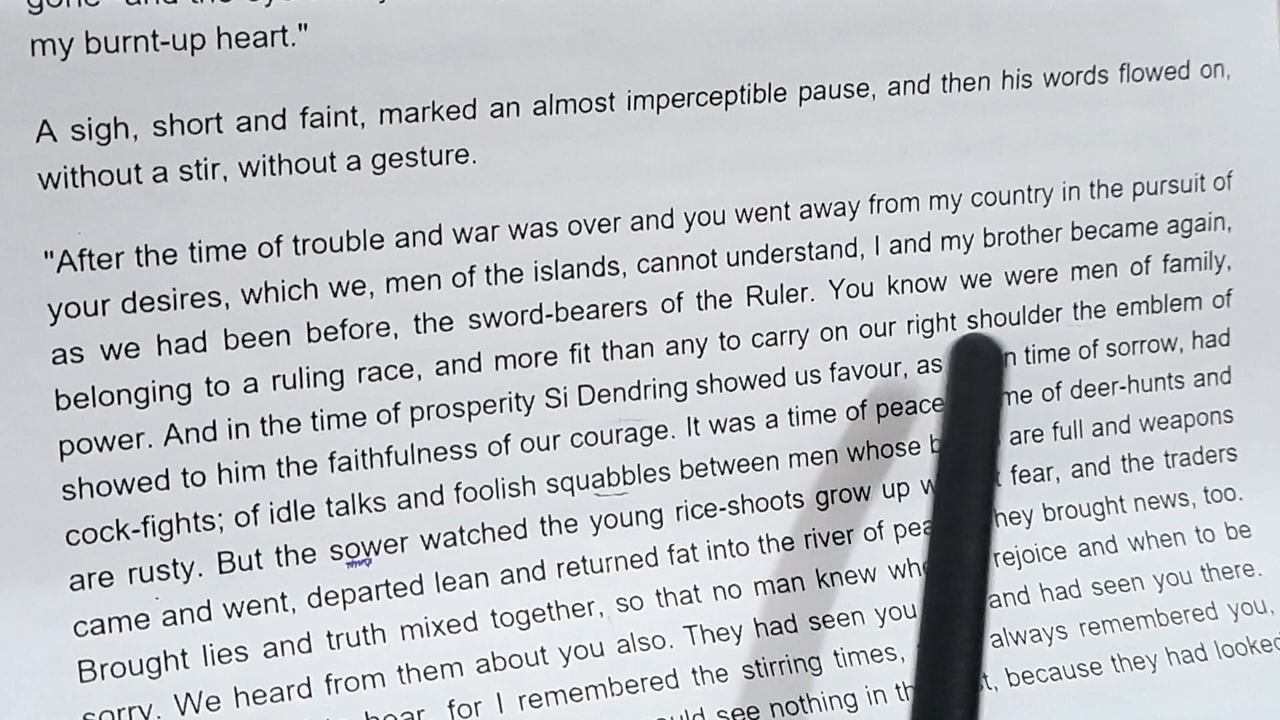 my burnt-up heart."
A sigh, short and faint, marked an almost imperceptible pause, and then his words flowed on,
without a stir, without a gesture.
"After the time of trouble and war was over and you went away from my country in the pursuit of
your desires, which we, men of the islands, cannot understand, I and my brother became again,
as we had been before, the sword-bearers of the Ruler. You know we were men of family,
belonging to a ruling race, and more fit than any to carry on our right shoulder the emblem of
power. And in the time of prosperity Si Dendring showed us favour, as time of sorrow, had
showed to him the faithfulness of our courage. It was a time of peace of deer-hunts and
cock-fights; of idle talks and foolish squabbles between men whose are full and weapons
are rusty. But the sower watched the young rice-shoots grow up fear, and the traders
came and went, departed lean and returned fat into the river of They brought news, too.
Brought lies and truth mixed together, so that no man knew rejoice and when to be
sorry. We heard from them about you also. They had seen you and had seen you there.
hear, for I remembered the stirring times, always remembered you,
see nothing in because they had looked